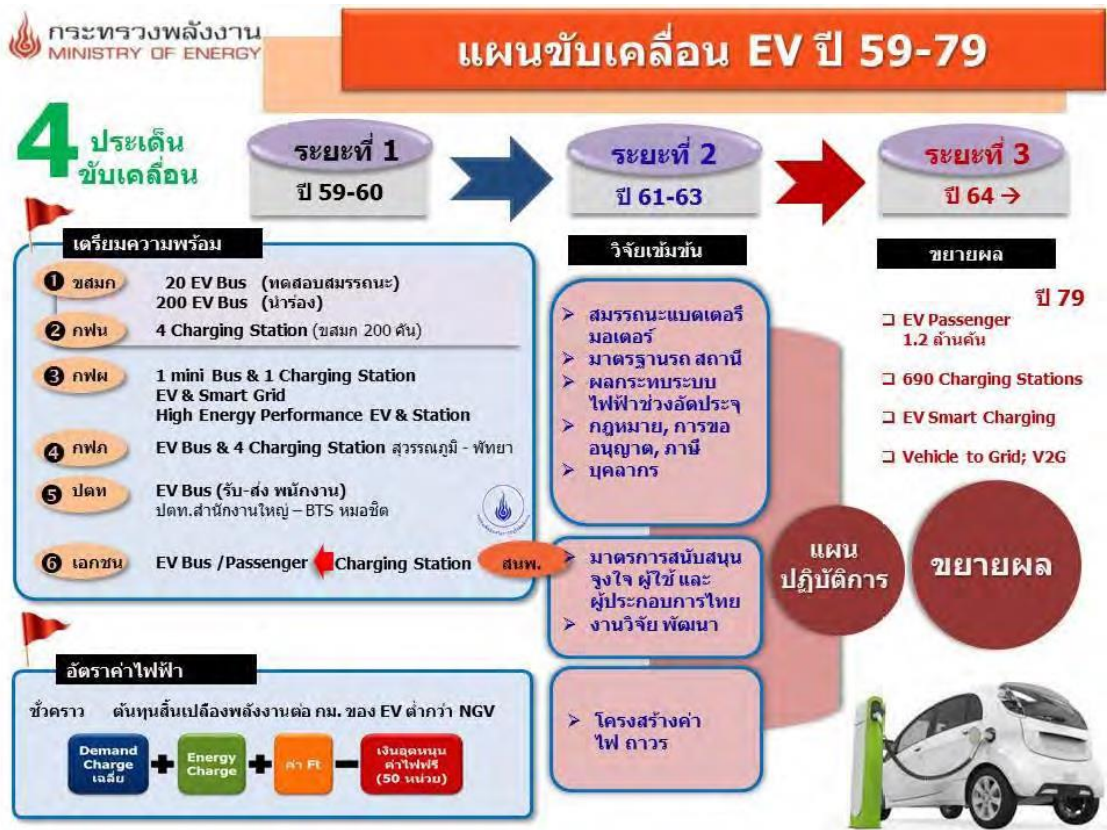 กระทรวงพลังงาน
MINISTRY OF ENERGY
แผนขับเคลื่อน EV ปี 59-79
4 ประเด็น
ขับเคลื่อน
ระยะที่ 1
ปี 59-60
ระยะที่ 2
ปี 61-63
ระยะที่ 3
ปี 64 →
เตรียมความพร้อม
❶ ขสมก 20 EV Bus (ทดสอบสมรรถนะ)
200 EV Bus (นำร่อง)
❷ กฟน 4 Charging Station (ขสมก 200 คัน)
❸ กฟผ 1 mini Bus & 1 Charging Station
EV & Smart Grid
High Energy Performance EV & Station
❹ กฟภ EV Bus & 4 Charging Station สุวรรณภูมิ - พัทยา
❺ ปตท EV Bus (รับ-ส่ง พนักงาน)
ปตท.สำนักงานใหญ่ – BTS หมอชิต
❻ เอกชน EV Bus /Passenger Charging Station สนพ.
วิจัยเข้มข้น
➢ สมรรถนะแบตเตอรี่
มอเตอร์
➢ มาตรฐานรถ สถานี
➢ ผลกระทบระบบ
ไฟฟ้าช่วงอัดประจุ
➢ กฎหมาย, การขอ
อนุญาต, ภาษี
➢ บุคลากร
➢ มาตรการสนับสนุน
จูงใจ ผู้ใช้ และ
ผู้ประกอบการไทย
➢ งานวิจัย พัฒนา
➢ โครงสร้างค่า
ไฟ ถาวร
ขยายผล
ปี 79
❑ EV Passenger
1.2 ล้านคัน
❑ 690 Charging Stations
❑ EV Smart Charging
❑ Vehicle to Grid; V2G
แผน
ปฏิบัติการ
ขยายผล
อัตราค่าไฟฟ้า
ชั่วคราว ต้นทุนสิ้นเปลืองพลังงานต่อ กม. ของ EV ต่ำกว่า NGV
Demand
Charge
เฉลี่ย
+
Energy
Charge
+
ค่า Ft
–
เงินอุดหนุน
ค่าไฟฟรี
(50 หน่วย)